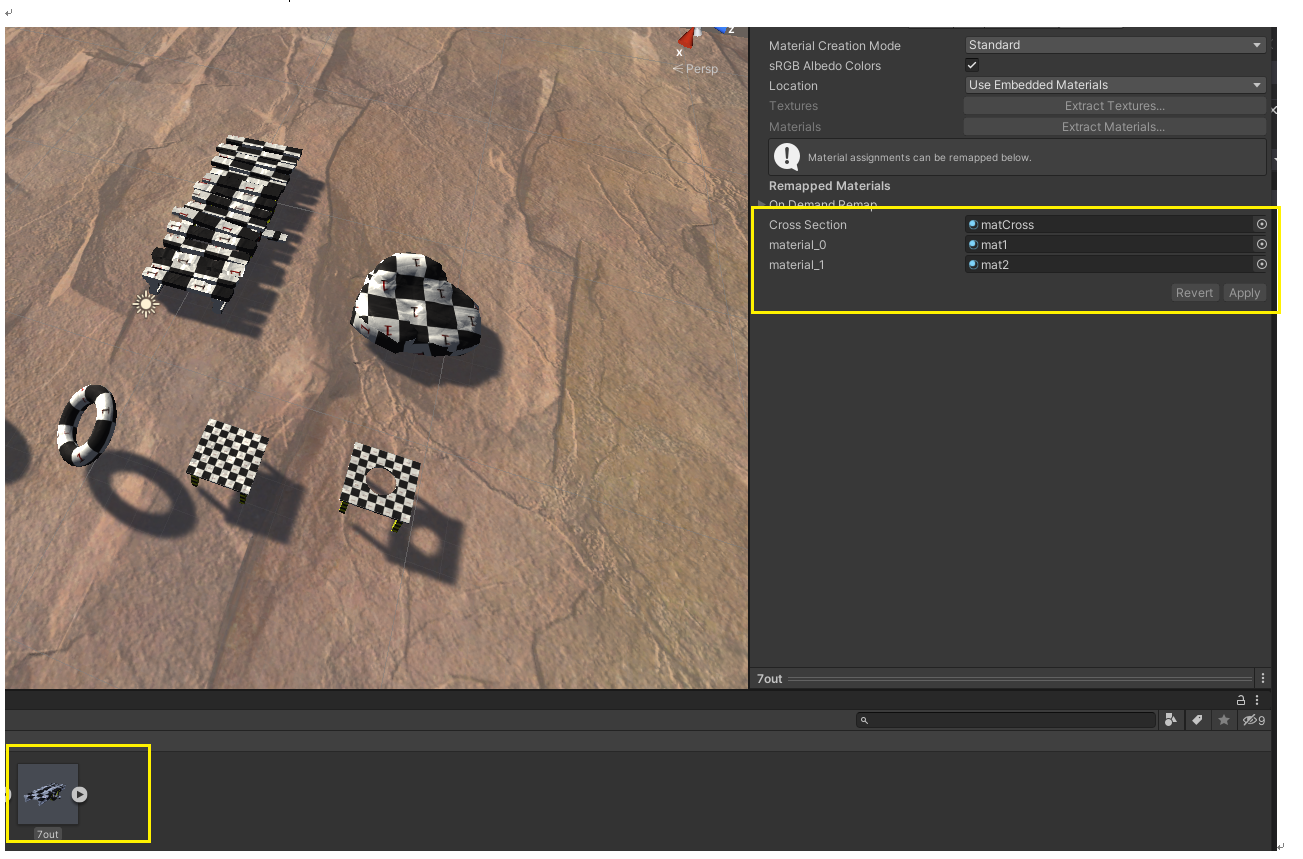 z
x
Persp
Material Creation Mode Standard
sRGB Albedo Colors
Location Use Embedded Materials
Textures Extract Textures...
Materials Extract Materials...
Material assignments can be remapped below.
Remapped Materials
On Demand Remap
Cross Section matCross
material_0 mat1
material_1 mat2
Revert Apply
7out
9
7out